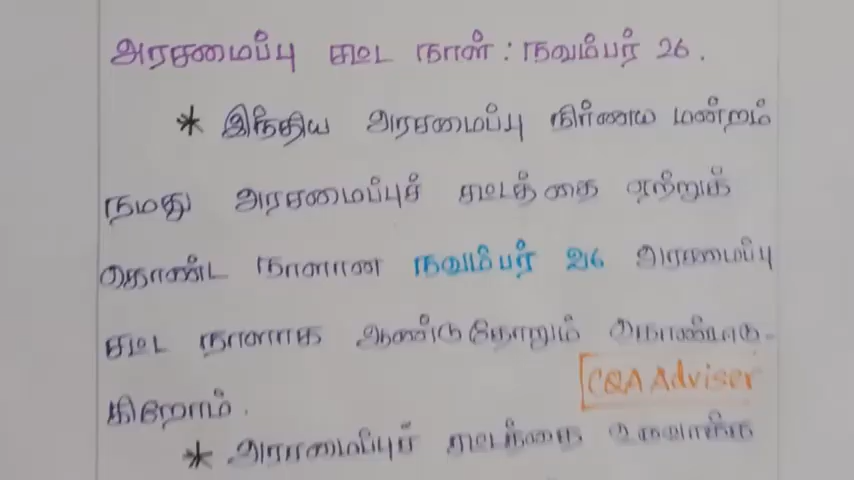 அரசமைப்பு சட்ட நாள் : நவம்பர் 26.
* இந்திய அரசமைப்பு நிர்ணய மன்றம்
நமது அரசமைப்புச் சட்டத்தை ஏற்றுக்
கொண்ட நாளான நவம்பர் 26 அரசமைப்பு
சட்ட நாளாக ஆண்டுதோறும் கொண்டாடு-
கிறோம்.
C&A Adviser
* அரசமைப்புச் சட்டத்தை உருவாக்க